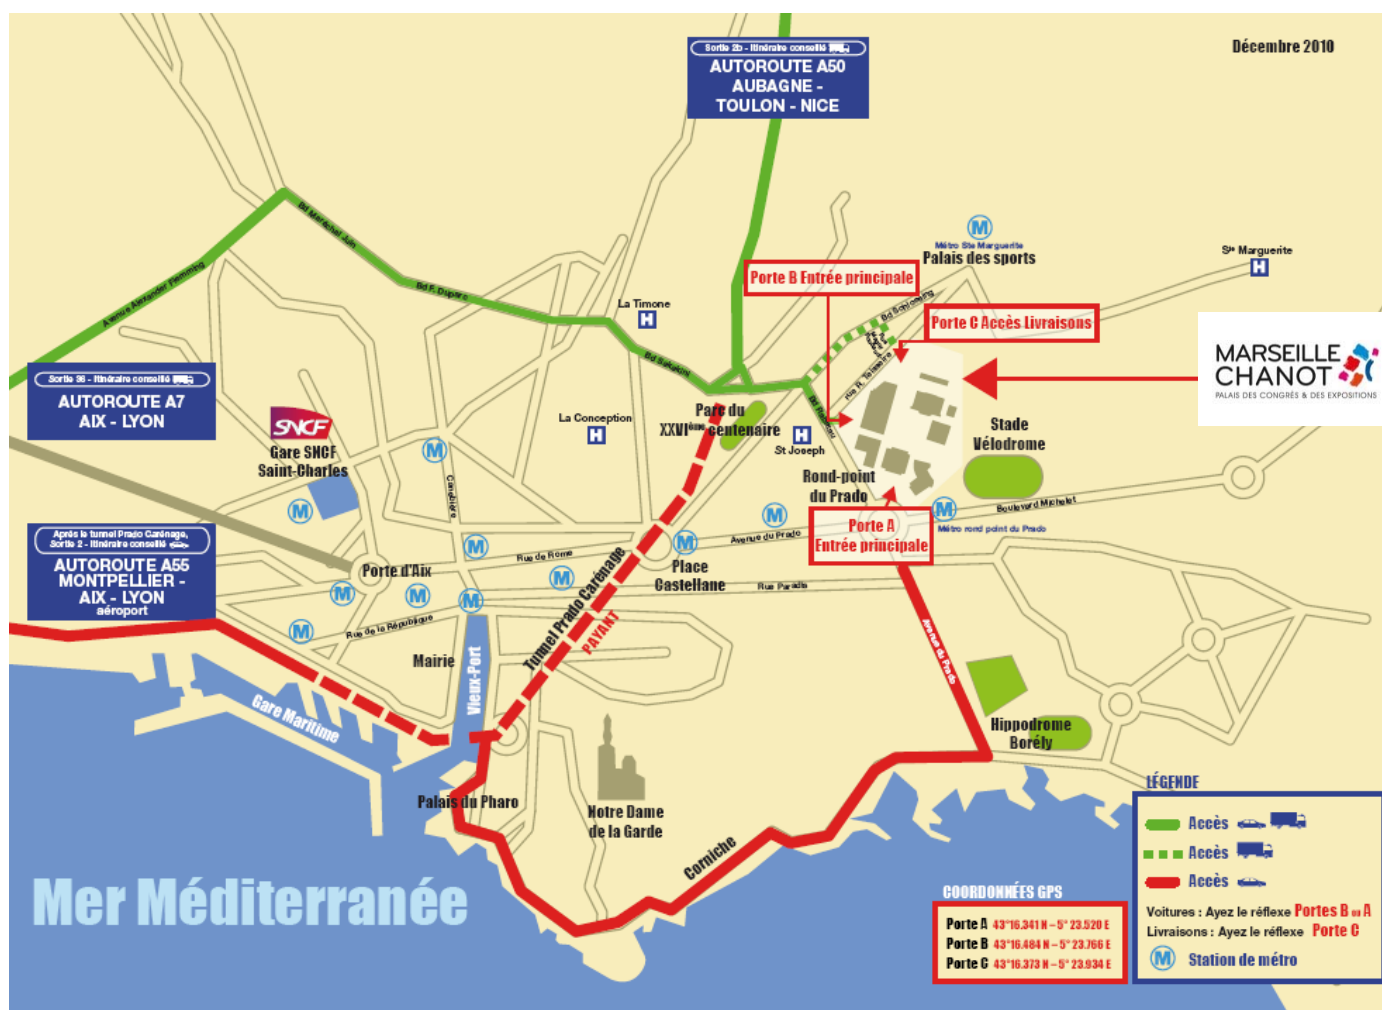 Décembre 2010
Sortie 2b - Itinéraire conseillé
AUTOROUTE A50
AUBAGNE -
TOULON - NICE
Bd Maréchal Juin
Avenue Alexander Flemming
Bd F. Duparc
Bd Sakakini
La Timone
H
M
Métro Ste Marguerite
Palais des sports
Ste Marguerite
H
Porte B Entrée principale
Bd Schloesing
Porte C Accès Livraisons
rue R. Teisseire
Bd Rabatau
MARSEILLE
CHANOT
PALAIS DES CONGRÈS & DES EXPOSITIONS
Sortie 36 - Itinéraire conseillé
AUTOROUTE A7
AIX - LYON
SNCF
Gare SNCF
Saint-Charles
M
M
Canebière
La Conception
H
Parc du
XXVIème centenaire
H
St Joseph
Stade
Vélodrome
Rond-point
du Prado
M
Métro rond point du Prado
Boulevard Michelet
Porte A
Entrée principale
Après le tunnel Prado Carénage,
Sortie 2 - Itinéraire conseillé
AUTOROUTE A55
MONTPELLIER -
AIX - LYON
aéroport
Porte d'Aix
M
M
M
M
M
Rue de Rome
M
M
M
Avenue du Prado
Place
Castellane
Rue Paradis
Rue de la République
Tunnel Prado Carénage
PAYANT
Avenue du Prado
Mairie
Vieux-Port
Gare Maritime
Hippodrome
Borély
Palais du Pharo
Notre Dame
de la Garde
Corniche
Mer Méditerranée
COORDONNÉES GPS
Porte A 43°16.341 N – 5° 23.520 E
Porte B 43°16.484 N – 5° 23.766 E
Porte C 43°16.373 N – 5° 23.934 E
LÉGENDE
Accès
Accès
Accès
Voitures : Ayez le réflexe Portes B ou A
Livraisons : Ayez le réflexe Porte C
M Station de métro